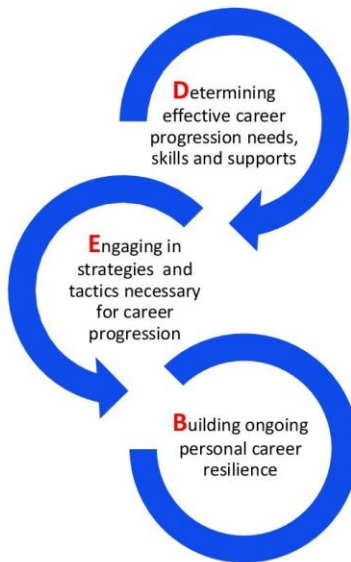 Determining
effective career
progression needs,
skills and supports
Engaging in
strategies and
tactics necessary
for career
progression
Building ongoing
personal career
resilience